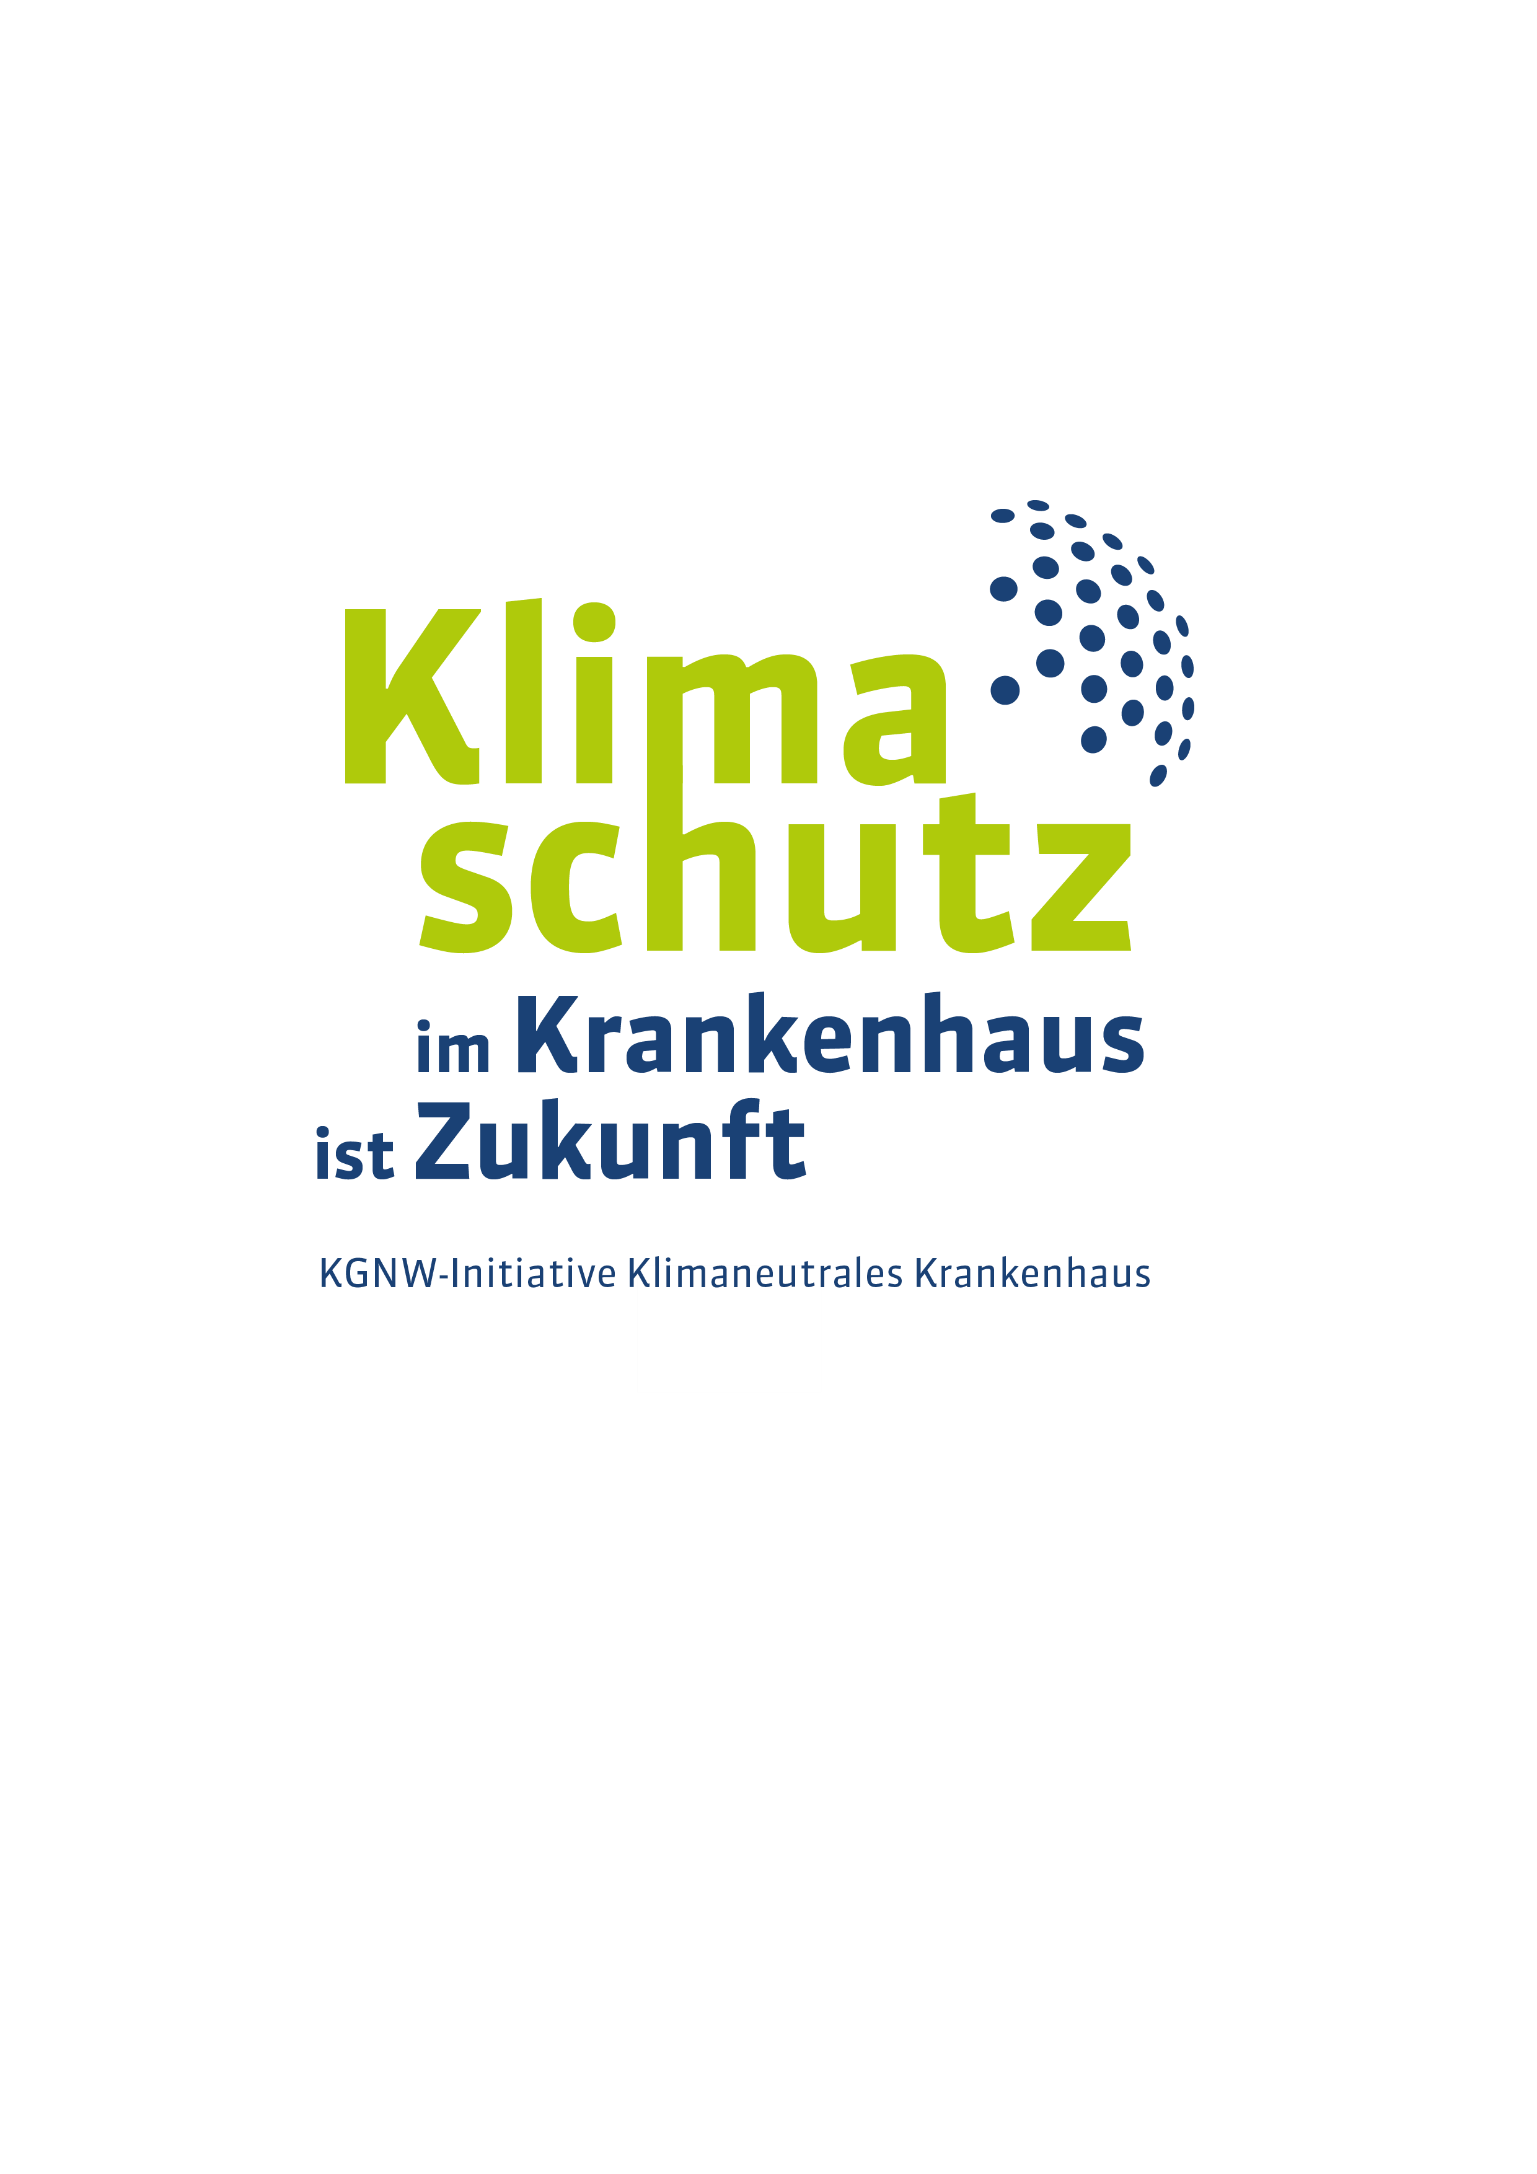 Klima
schutz
im Krankenhaus
ist Zukunft
KGNW-Initiative Klimaneutrales Krankenhaus